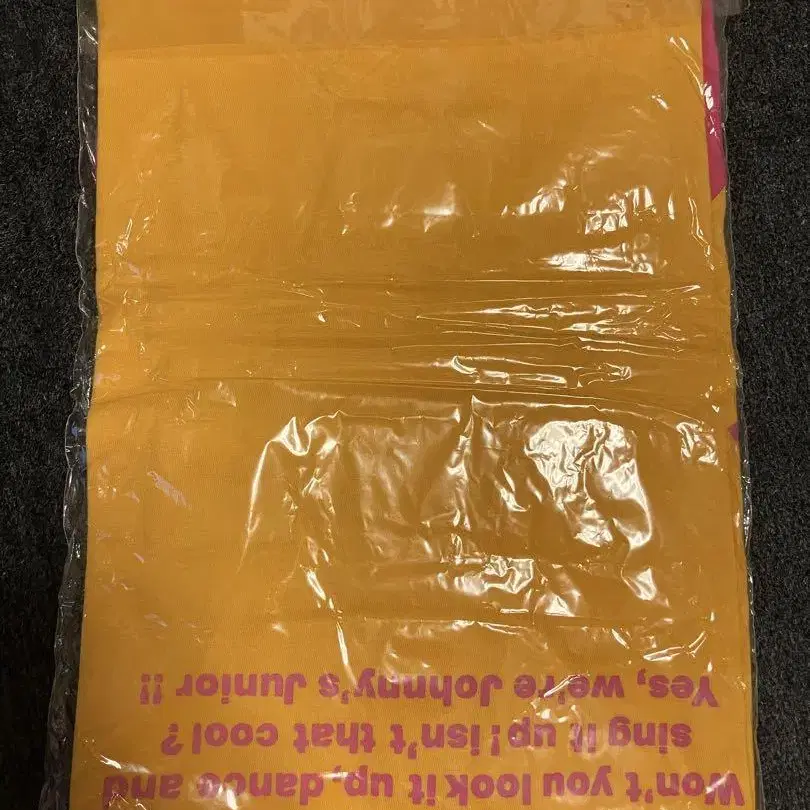 Won't you look it up, dance and
sing it up! Isn't that cool?
Yes, we're Johnny's Junior!!